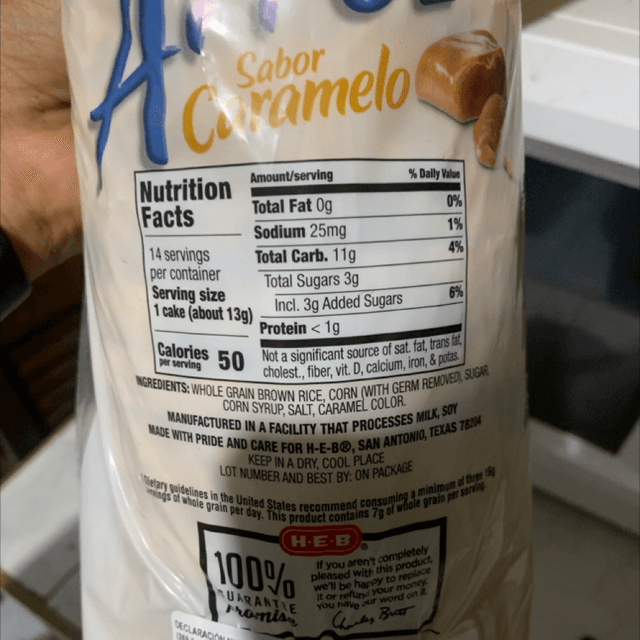 Sabor
Caramelo
Nutrition
Facts
14 servings
per container
Serving size
1 cake (about 13g)
Calories 50
per serving
Amount/serving % Daily Value
Total Fat 0g 0%
Sodium 25mg 1%
Total Carb. 11g 4%
Total Sugars 3g
Incl. 3g Added Sugars 6%
Protein < 1g
Not a significant source of sat. fat, trans fat,
cholest., fiber, vit. D, calcium, iron, & potas.
INGREDIENTS: WHOLE GRAIN BROWN RICE, CORN (WITH GERM REMOVED), SUGAR,
CORN SYRUP, SALT, CARAMEL COLOR.
MANUFACTURED IN A FACILITY THAT PROCESSES MILK, SOY
MADE WITH PRIDE AND CARE FOR H-E-B®, SAN ANTONIO, TEXAS 78204
KEEP IN A DRY, COOL PLACE
LOT NUMBER AND BEST BY: ON PACKAGE
Dietary guidelines in the United States recommend consuming a minimum of three 16g
servings of whole grain per day. This product contains 7g of whole grain per serving.
H-E-B®
100%
GUARANTEE
Promise
If you aren't completely
pleased with this product,
we'll be happy to replace
it or refund your money.
You have our word on it.
Charles Butt
DECLARACIÓN